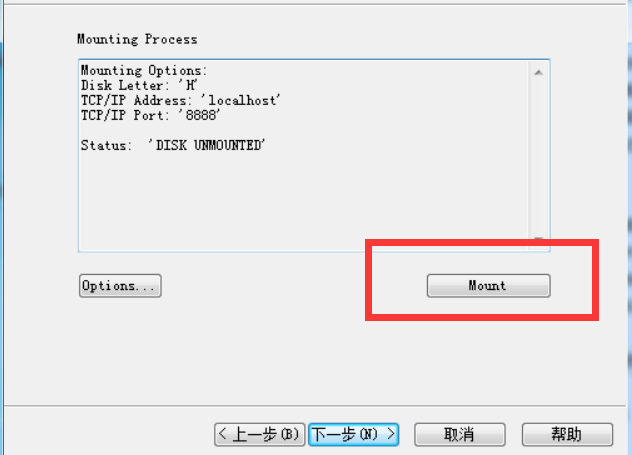 Mounting Process
Mounting Options:
Disk Letter: 'H'
TCP/IP Address: 'localhost'
TCP/IP Port: '8888'
Status:  'DISK UNMOUNTED'
Options... Mount
< 上一步(B) 下一步(N) > 取消 帮助